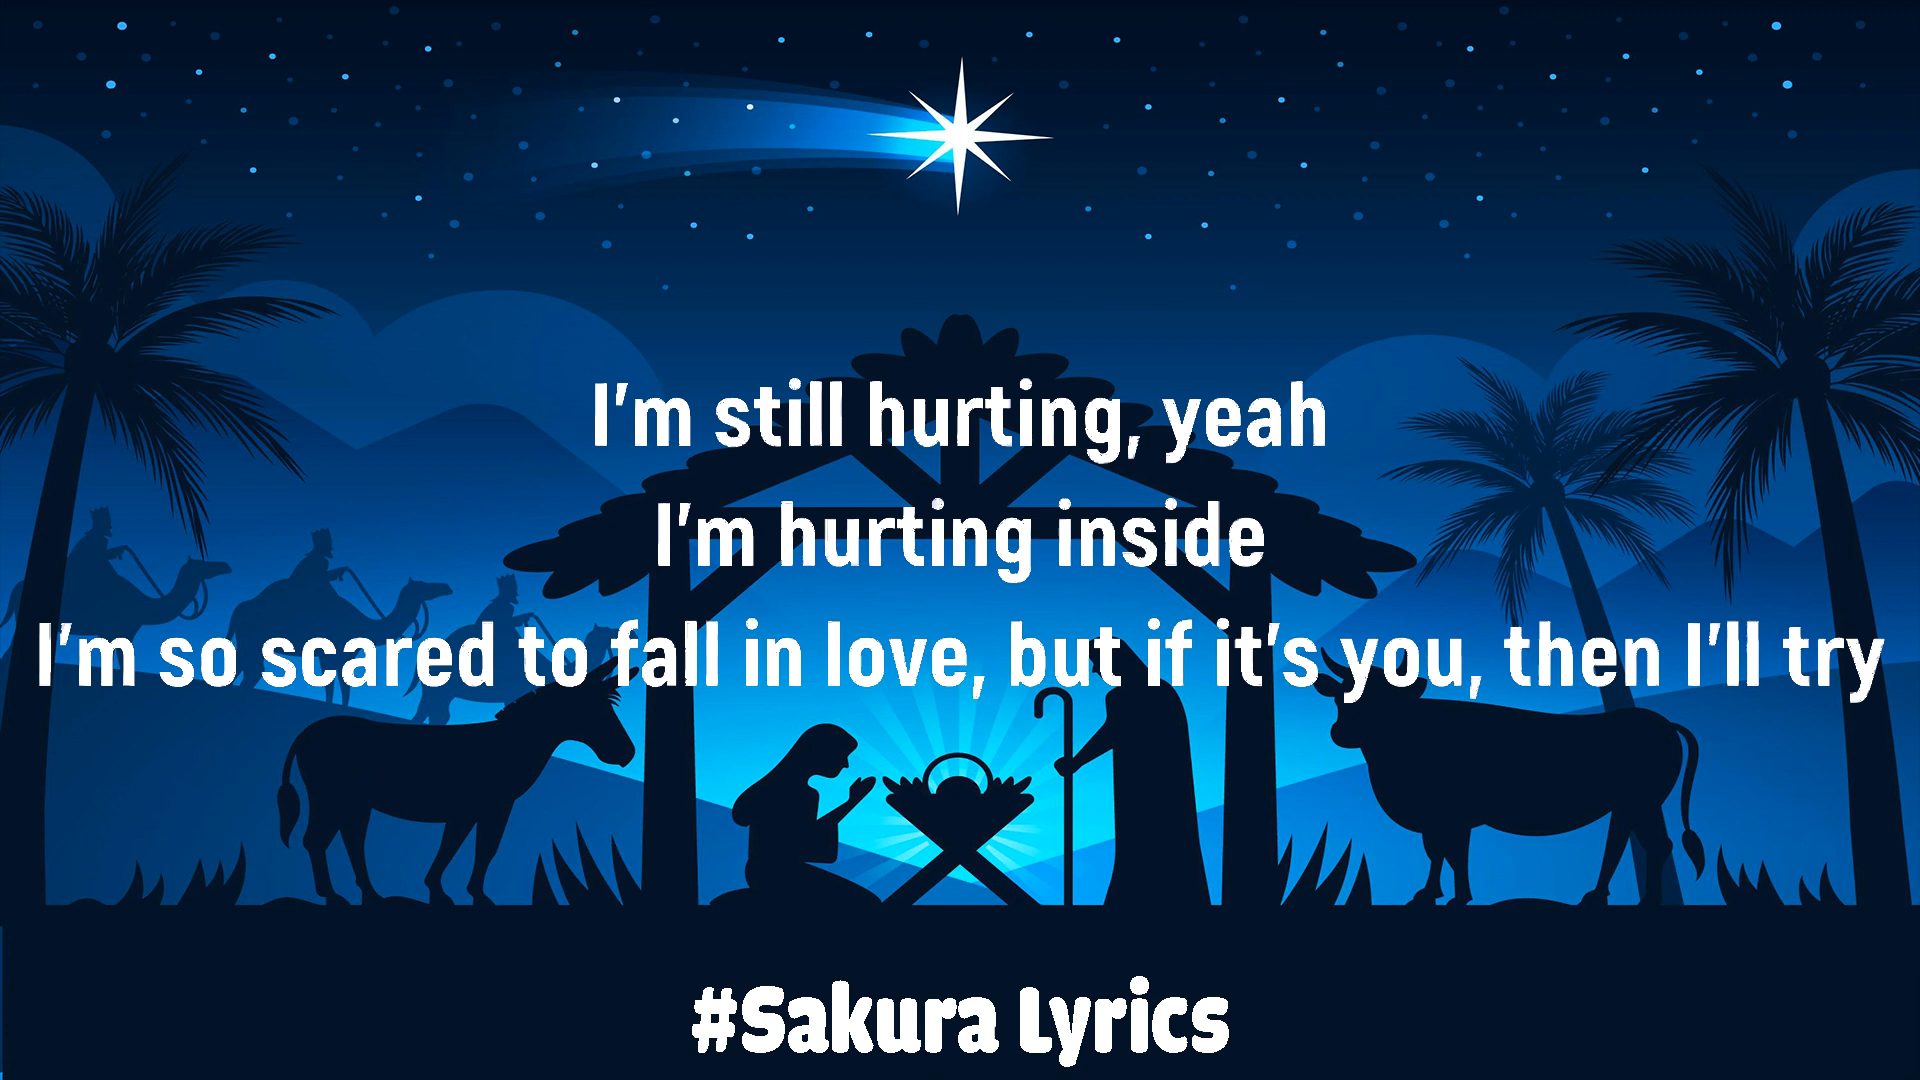 I'm still hurting, yeah
I'm hurting inside
I'm so scared to fall in love, but if it's you, then I'll try
#Sakura Lyrics